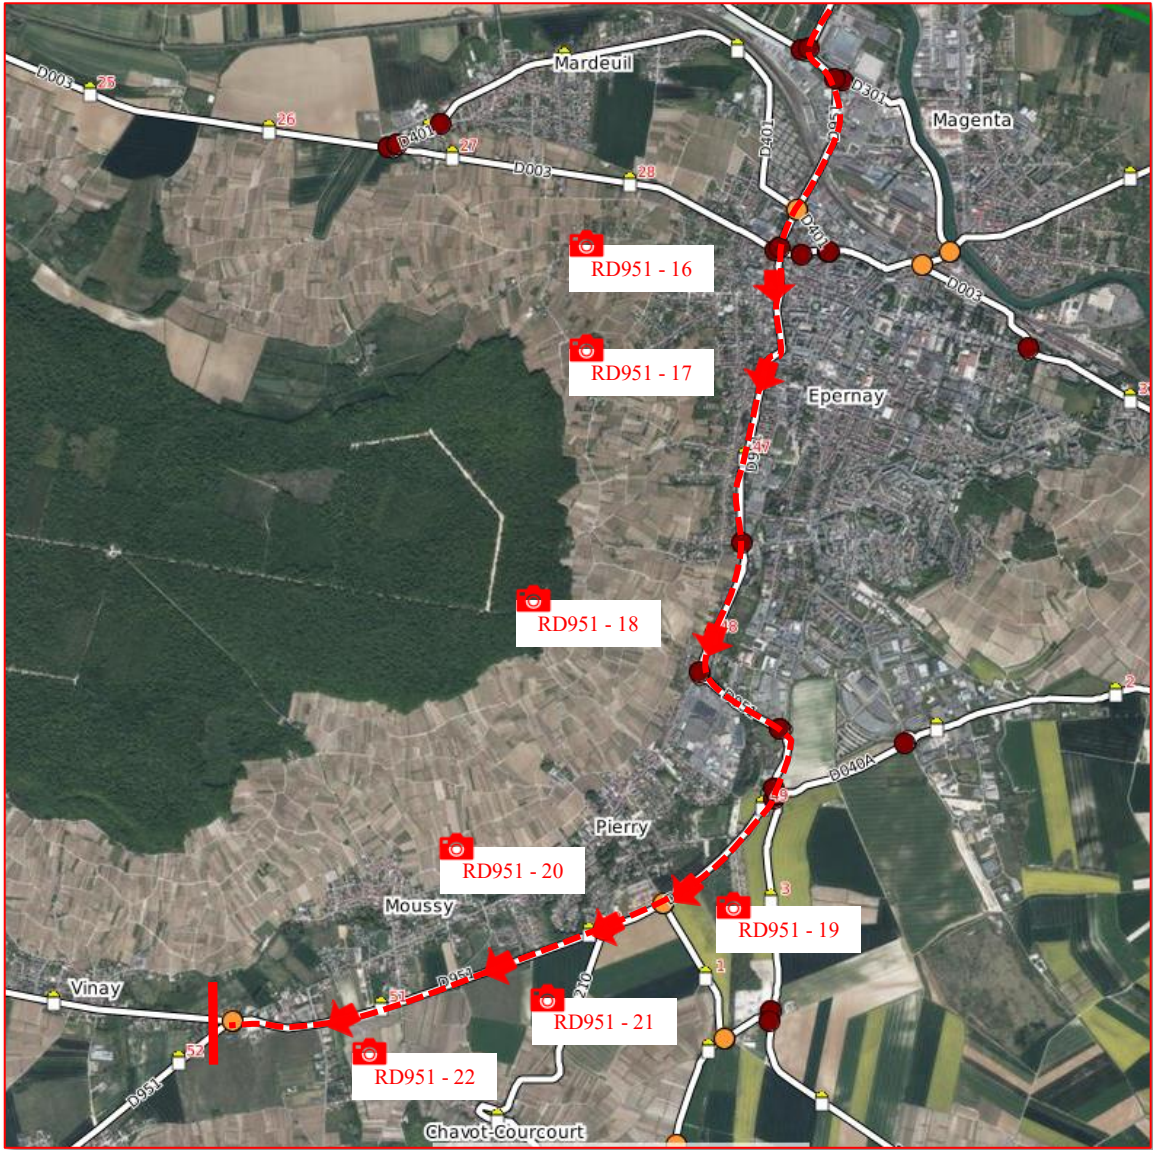 Mardeuil
D003
25
D301
Magenta
26
D951
D401
D401
27
D003
28
D401
RD951 - 16
D003
RD951 - 17
Epernay
3
47
RD951 - 18
48
D951
2
D040A
49
Pierry
RD951 - 20
3
Moussy
RD951 - 19
1
D951
Vinay
51
210
RD951 - 21
52
RD951 - 22
D951
Chavot-Courcourt